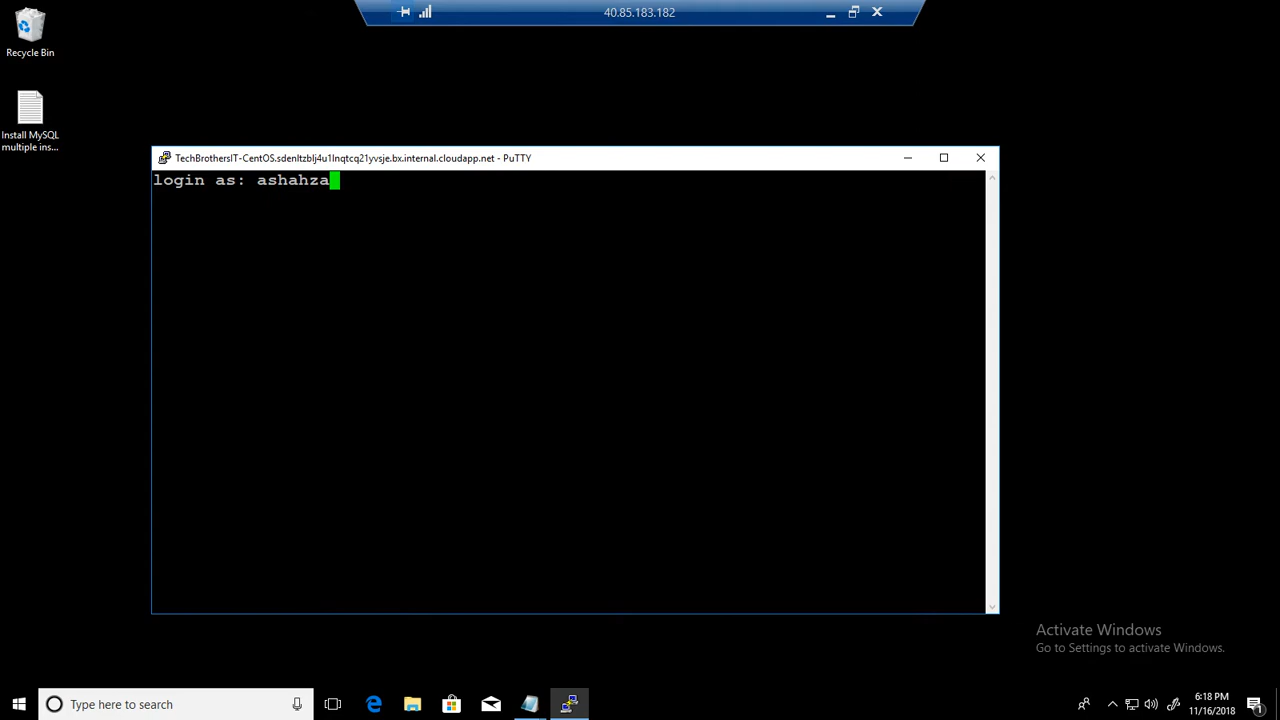 40.85.183.182
Recycle Bin
Install MySQL
multiple ins...
TechBrothersIT-CentOS.sdenltzblj4u1lnqtcq21yvsje.bx.internal.cloudapp.net - PuTTY
login as: ashahza
Activate Windows
Go to Settings to activate Windows.
Type here to search
6:18 PM
11/16/2018
1